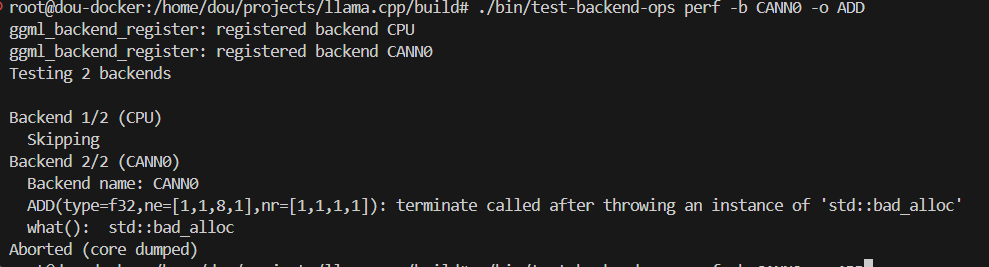 root@dou-docker:/home/dou/projects/llama.cpp/build# ./bin/test-backend-ops perf -b CANN0 -o ADD
ggml_backend_register: registered backend CPU
ggml_backend_register: registered backend CANN0
Testing 2 backends
Backend 1/2 (CPU)
Skipping
Backend 2/2 (CANN0)
Backend name: CANN0
ADD(type=f32,ne=[1,1,8,1],nr=[1,1,1,1]): terminate called after throwing an instance of 'std::bad_alloc'
what():  std::bad_alloc
Aborted (core dumped)